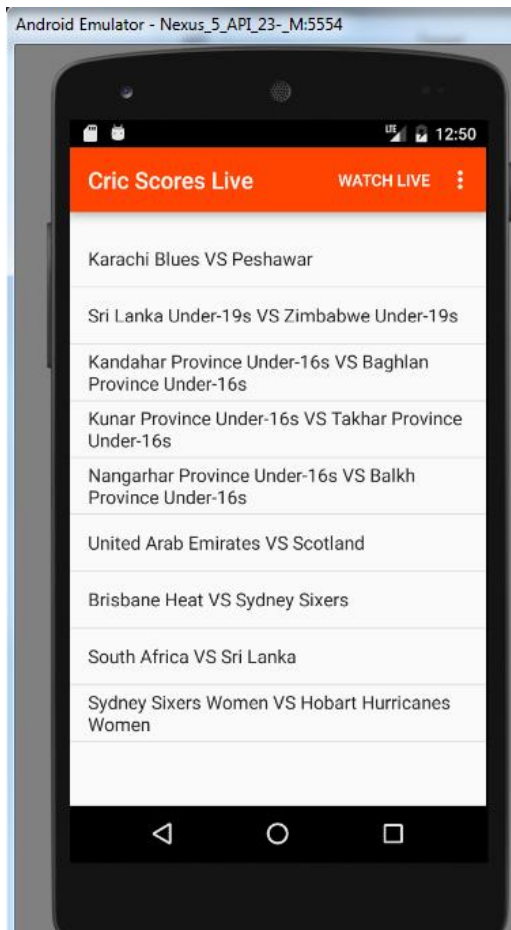 Android Emulator - Nexus_5_API_23-_M:5554
LTE 12:50
Cric Scores Live WATCH LIVE
Karachi Blues VS Peshawar
Sri Lanka Under-19s VS Zimbabwe Under-19s
Kandahar Province Under-16s VS Baghlan
Province Under-16s
Kunar Province Under-16s VS Takhar Province
Under-16s
Nangarhar Province Under-16s VS Balkh
Province Under-16s
United Arab Emirates VS Scotland
Brisbane Heat VS Sydney Sixers
South Africa VS Sri Lanka
Sydney Sixers Women VS Hobart Hurricanes
Women